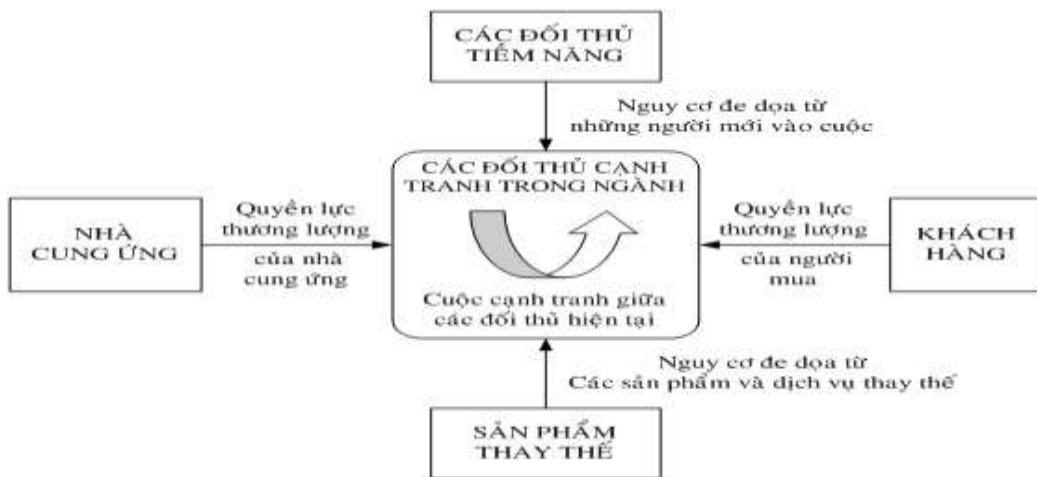 CÁC ĐỐI THỦ
TIỀM NĂNG
Nguy cơ đe dọa từ
những người mới vào cuộc
CÁC ĐỐI THỦ CẠNH
TRANH TRONG NGÀNH
NHÀ
CUNG ỨNG
Quyền lực
thương lượng
của nhà
cung ứng
Quyền lực
thương lượng
của người
mua
KHÁCH
HÀNG
Cuộc cạnh tranh giữa
các đối thủ hiện tại
Nguy cơ đe dọa từ
Các sản phẩm và dịch vụ thay thế
SẢN PHẨM
THAY THẾ